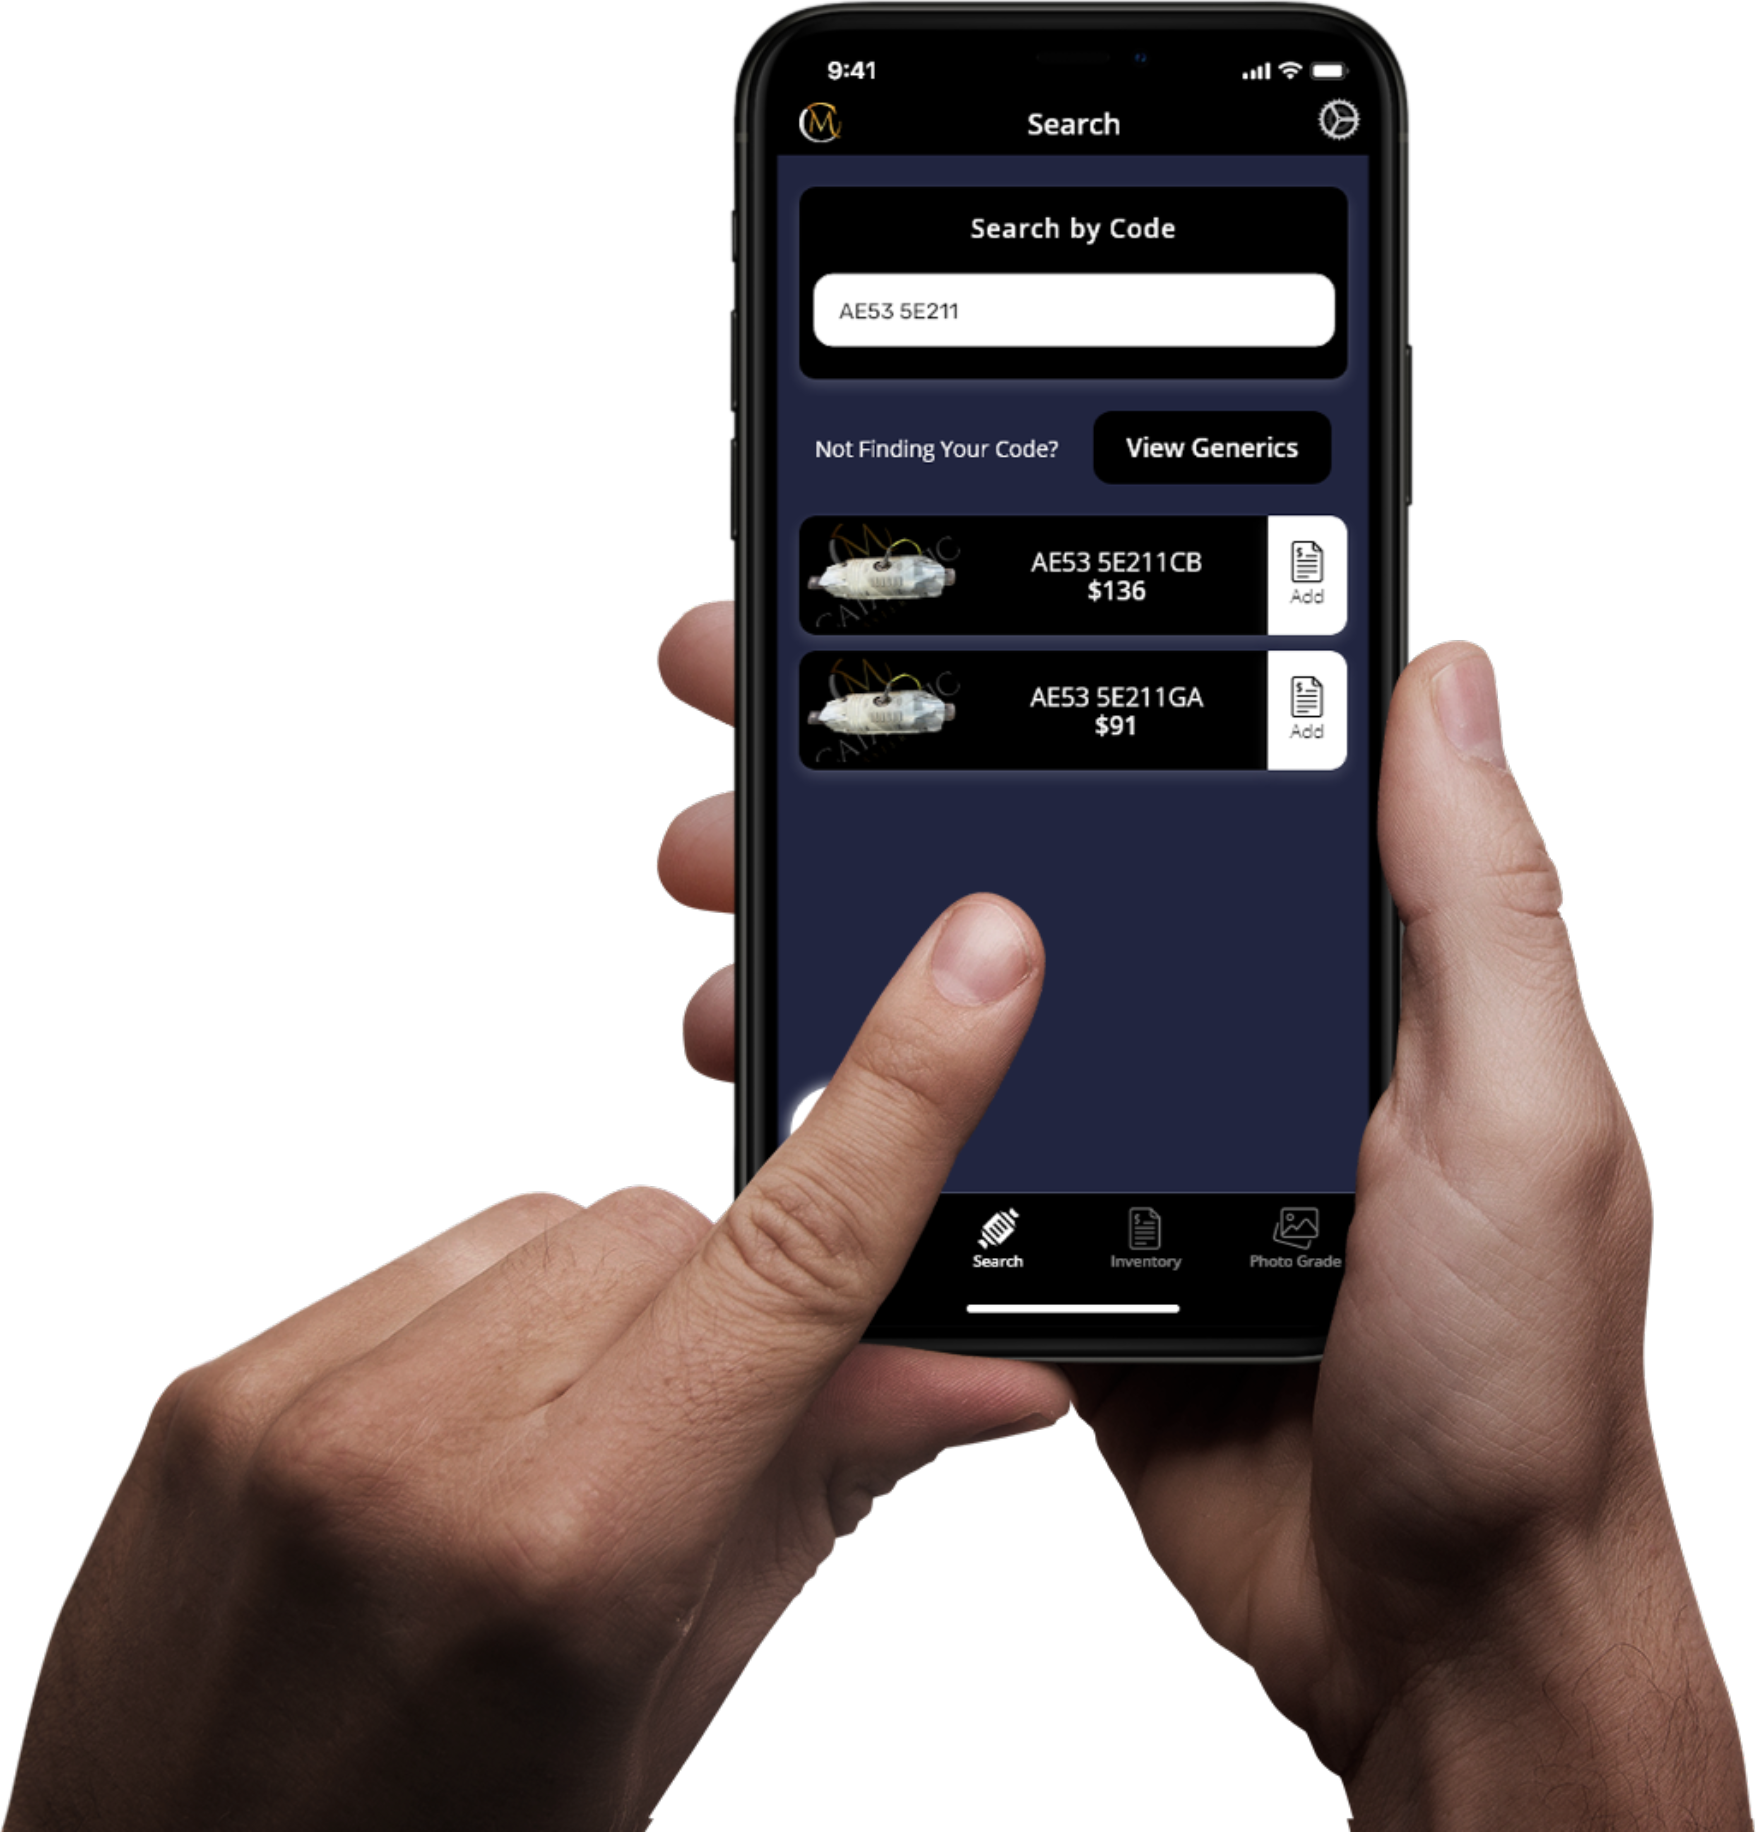 9:41
Search
Search by Code
AE53 5E211
Not Finding Your Code?
View Generics
AE53 5E211CB
$136
Add
AE53 5E211GA
$91
Add
Search
Inventory
Photo Grade